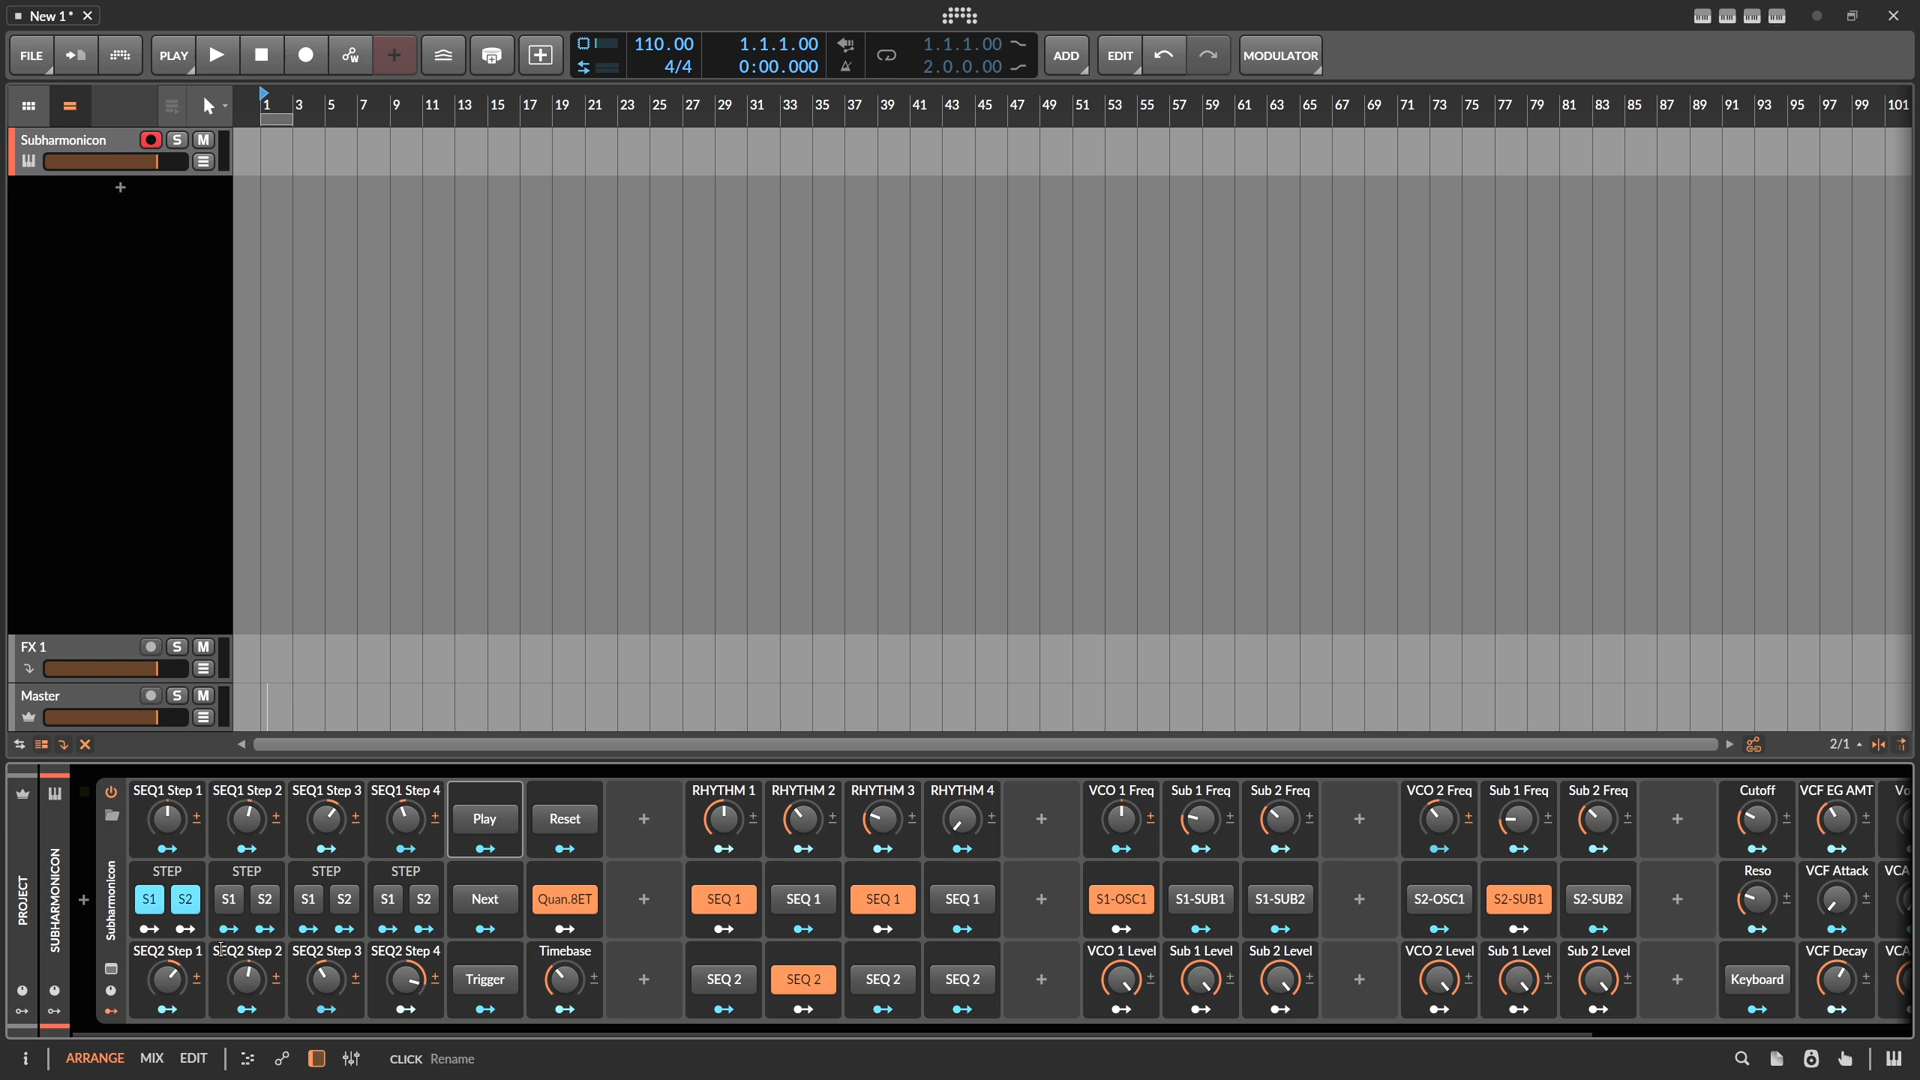 New 1*
FILE PLAY 110.00 1.1.1.00 1.1.1.00 ADD EDIT MODULATOR
4/4 0:00.000 2.0.0.00
1 3 5 7 9 11 13 15 17 19 21 23 25 27 29 31 33 35 37 39 41 43 45 47 49 51 53 55 57 59 61 63 65 67 69 71 73 75 77 79 81 83 85 87 89 91 93 95 97 99 101
Subharmonicon S M
FX 1 S M
Master S M
2/1
PROJECT
SUBHARMONICON
Subharmonicon
SEQ1 Step 1 SEQ1 Step 2 SEQ1 Step 3 SEQ1 Step 4 RHYTHM 1 RHYTHM 2 RHYTHM 3 RHYTHM 4 VCO 1 Freq Sub 1 Freq Sub 2 Freq VCO 2 Freq Sub 1 Freq Sub 2 Freq Cutoff VCF EG AMT
Play Reset
STEP STEP STEP STEP Reso VCF Attack VCA
S1 S2 S1 S2 S1 S2 S1 S2 Next Quan.8ET SEQ 1 SEQ 1 SEQ 1 SEQ 1 S1-OSC1 S1-SUB1 S1-SUB2 S2-OSC1 S2-SUB1 S2-SUB2
SEQ2 Step 1 SEQ2 Step 2 SEQ2 Step 3 SEQ2 Step 4 Timebase VCO 1 Level Sub 1 Level Sub 2 Level VCO 2 Level Sub 1 Level Sub 2 Level VCF Decay VCA
Trigger SEQ 2 SEQ 2 SEQ 2 SEQ 2 Keyboard
ARRANGE MIX EDIT CLICK Rename